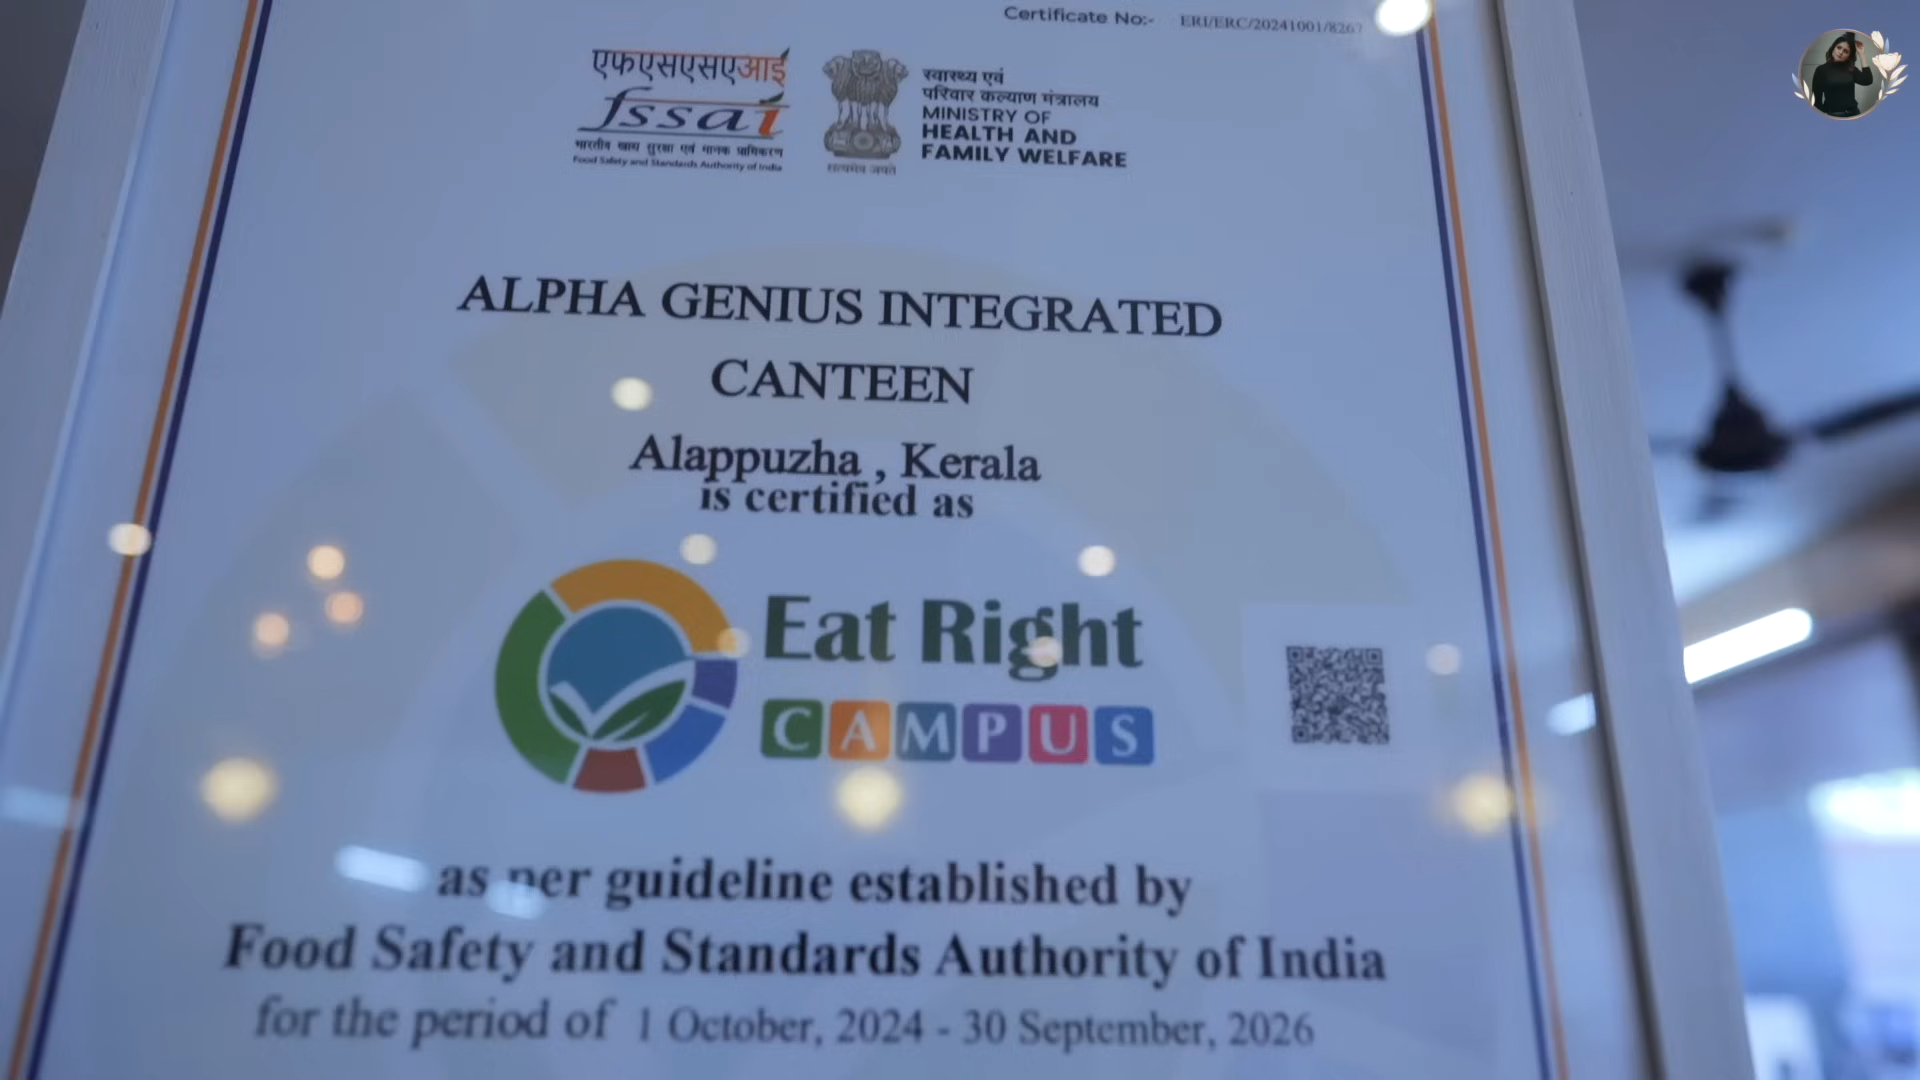 Certificate No:- ERI/ERC/20241001/8267
एफएसएसएआई
fssai
भारतीय खाद्य सुरक्षा एवं मानक प्राधिकरण
Food Safety and Standards Authority of India
सत्यमेव जयते
स्वास्थ्य एवं
परिवार कल्याण मंत्रालय
MINISTRY OF
HEALTH AND
FAMILY WELFARE
ALPHA GENIUS INTEGRATED
CANTEEN
Alappuzha , Kerala
is certified as
Eat Right
CAMPUS
as per guideline established by
Food Safety and Standards Authority of India
for the period of 1 October, 2024 - 30 September, 2026